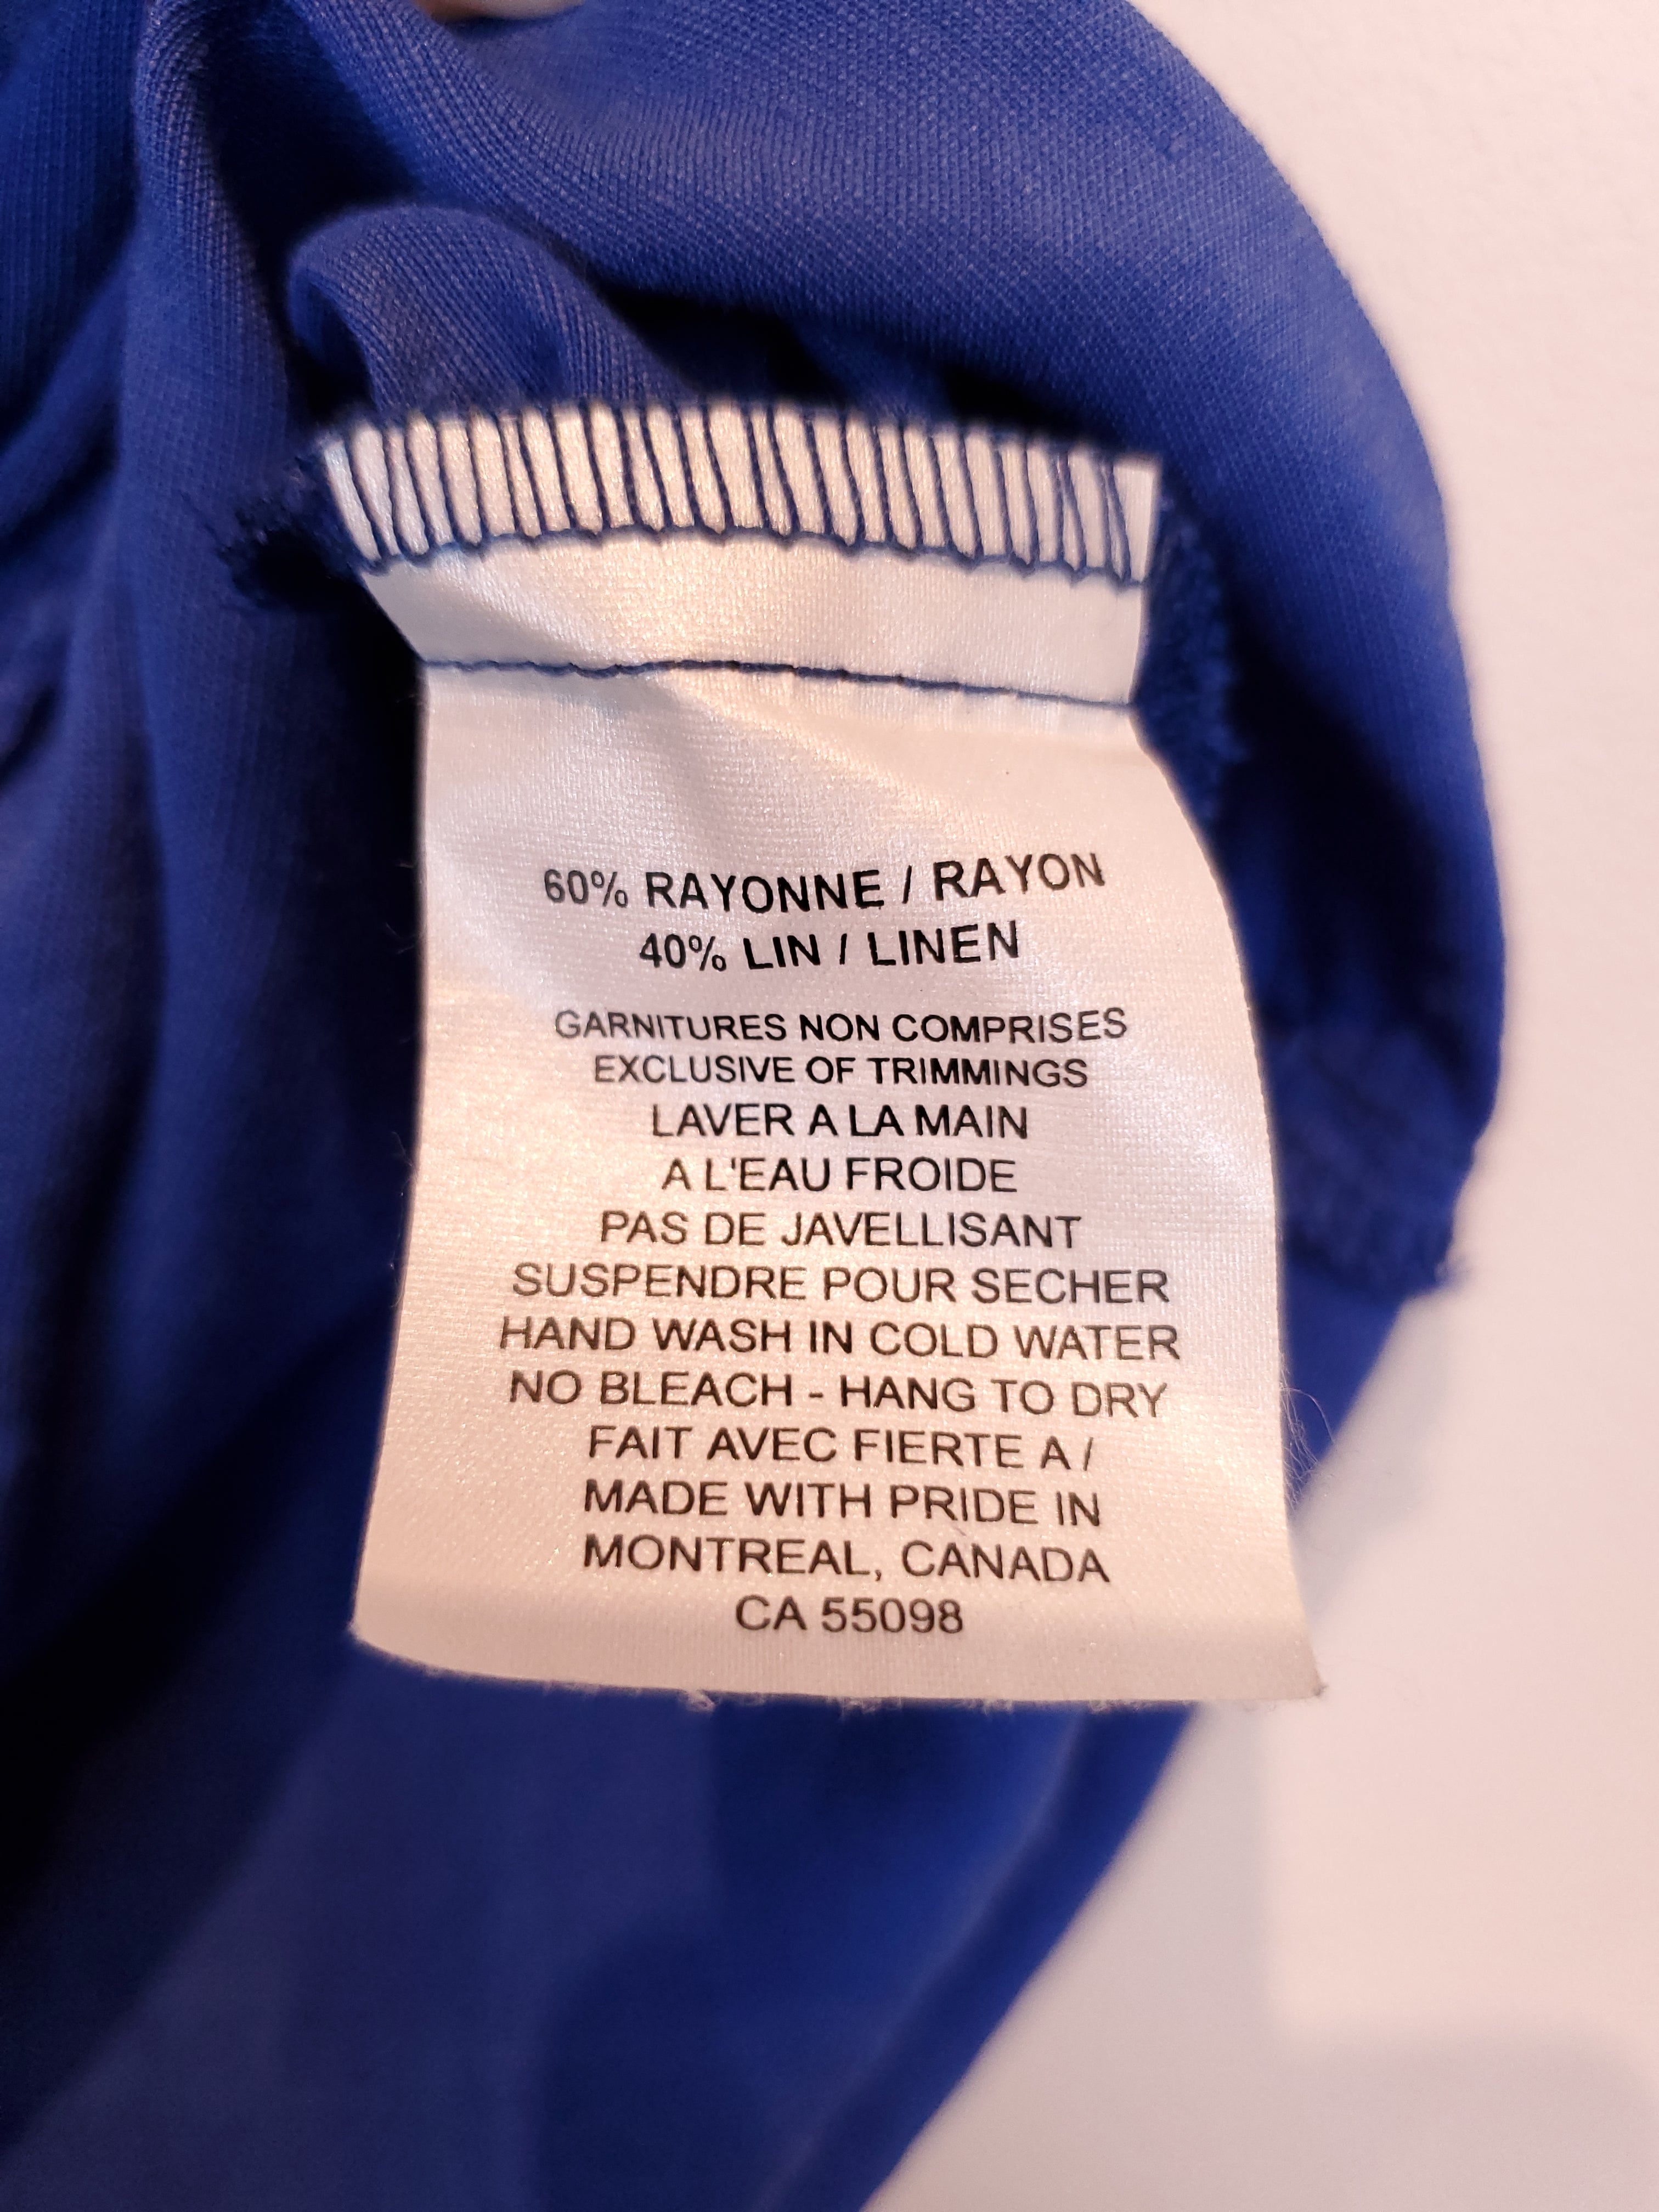 60% RAYONNE / RAYON
40% LIN / LINEN
GARNITURES NON COMPRISES
EXCLUSIVE OF TRIMMINGS
LAVER A LA MAIN
A L'EAU FROIDE
PAS DE JAVELLISANT
SUSPENDRE POUR SECHER
HAND WASH IN COLD WATER
NO BLEACH - HANG TO DRY
FAIT AVEC FIERTE A /
MADE WITH PRIDE IN
MONTREAL, CANADA
CA 55098